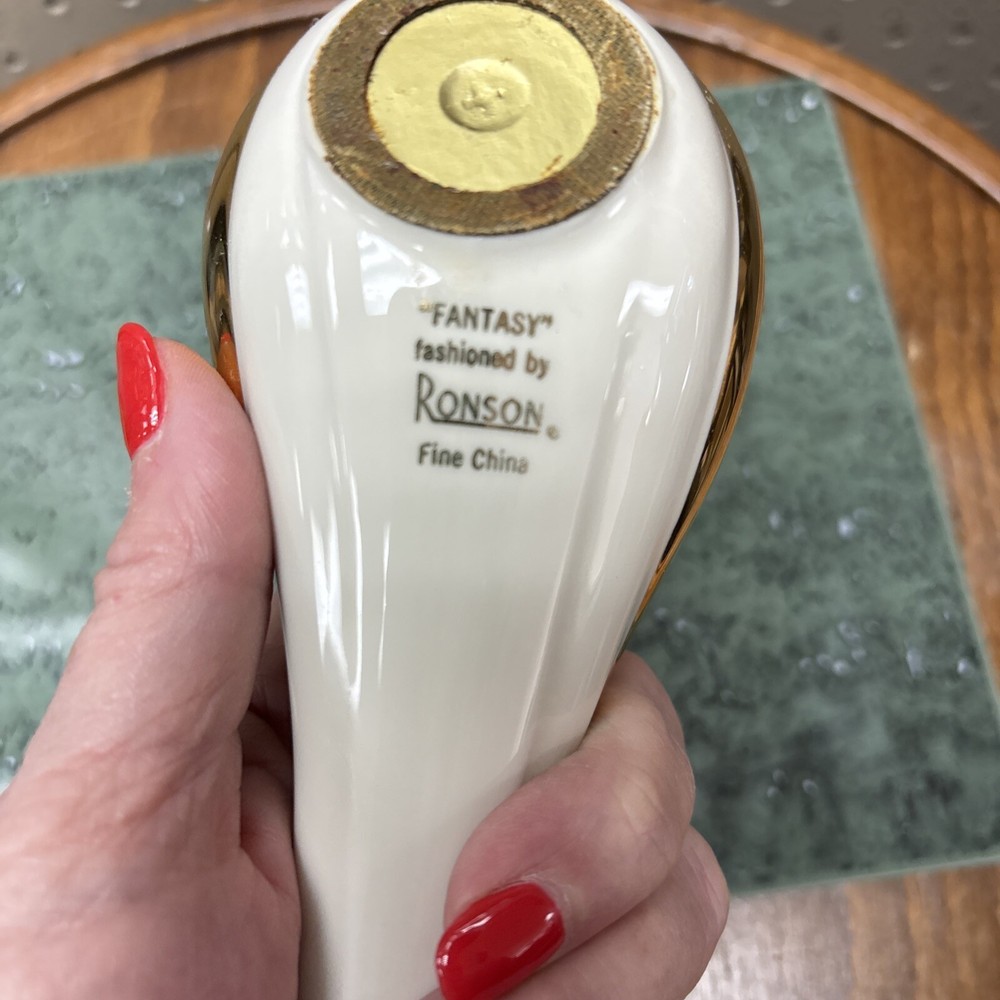 "FANTASY"
fashioned by
RONSON®
Fine China